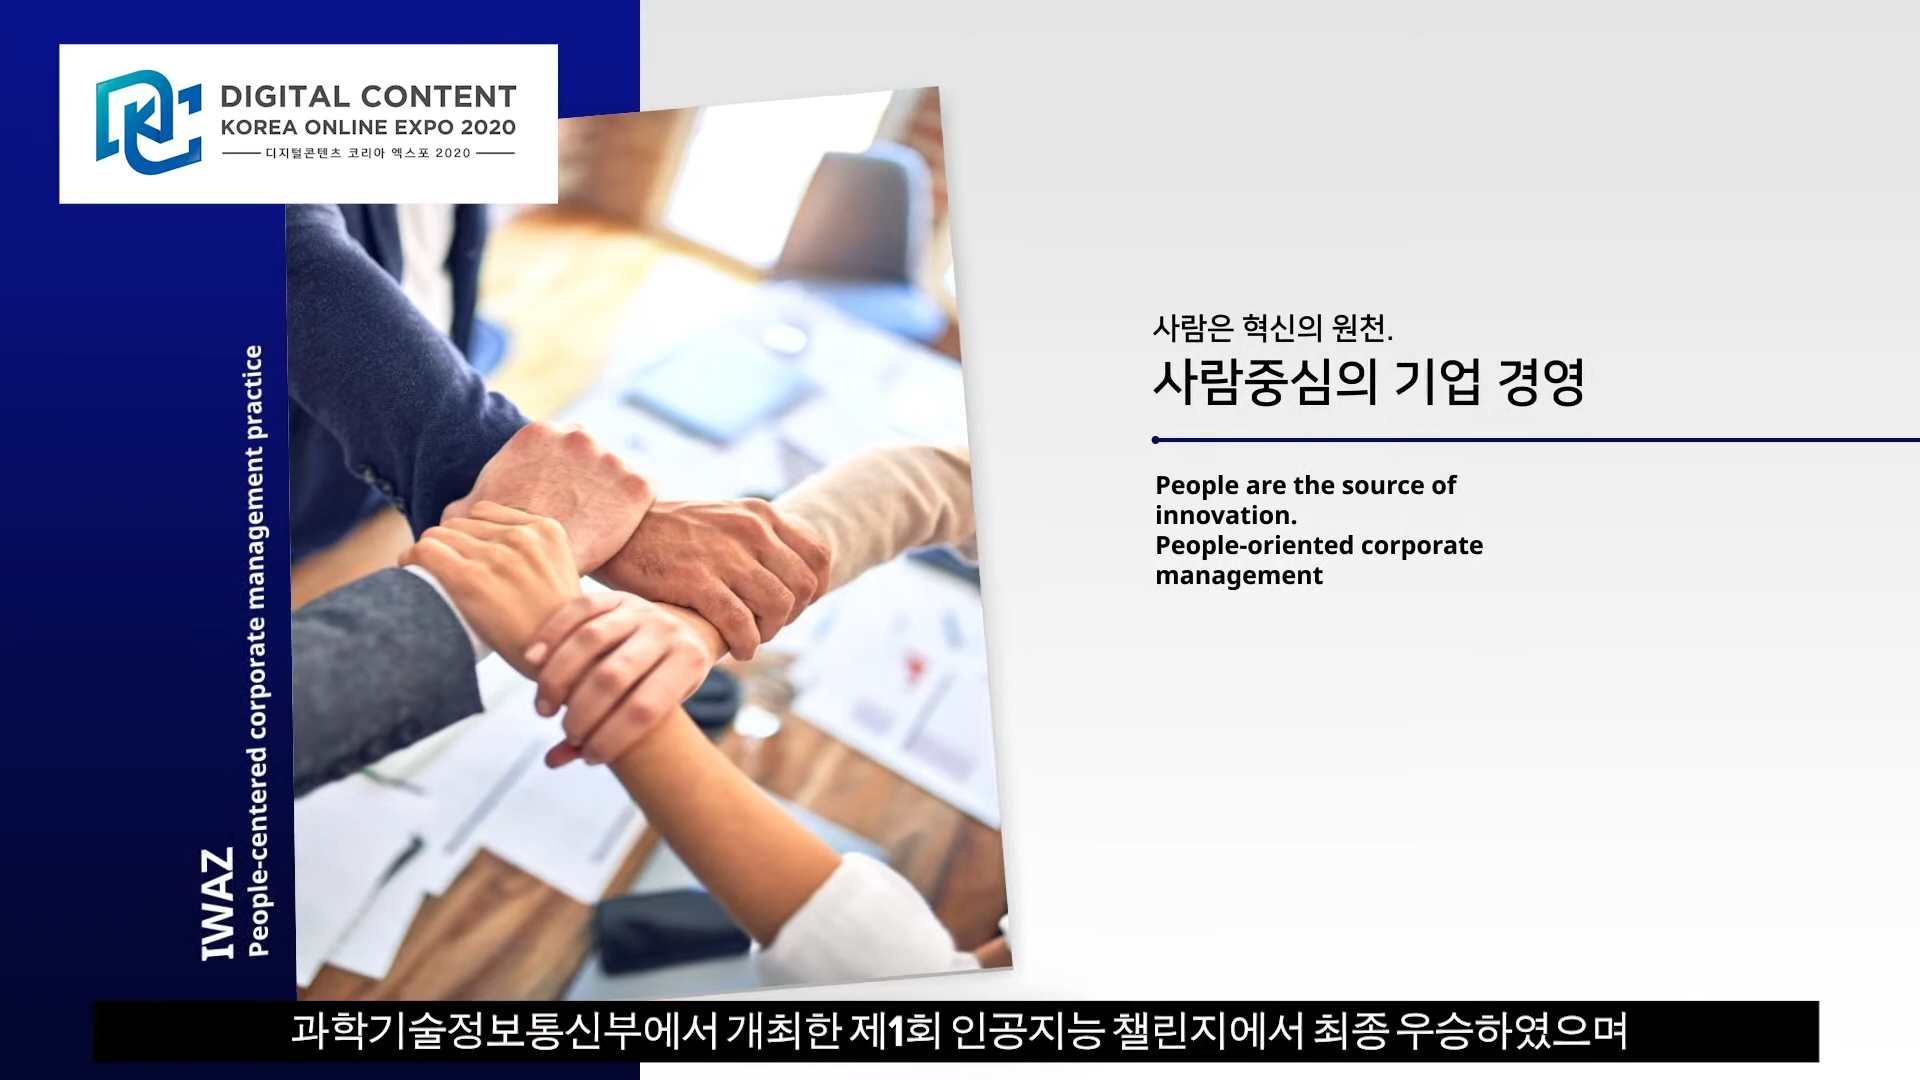 DIGITAL CONTENT
KOREA ONLINE EXPO 2020
디지털콘텐츠 코리아 엑스포 2020
IWAZ
People-centered corporate management practice
사람은 혁신의 원천.
사람중심의 기업 경영
People are the source of
innovation.
People-oriented corporate
management
과학기술정보통신부에서 개최한 제1회 인공지능 챌린지에서 최종 우승하였으며